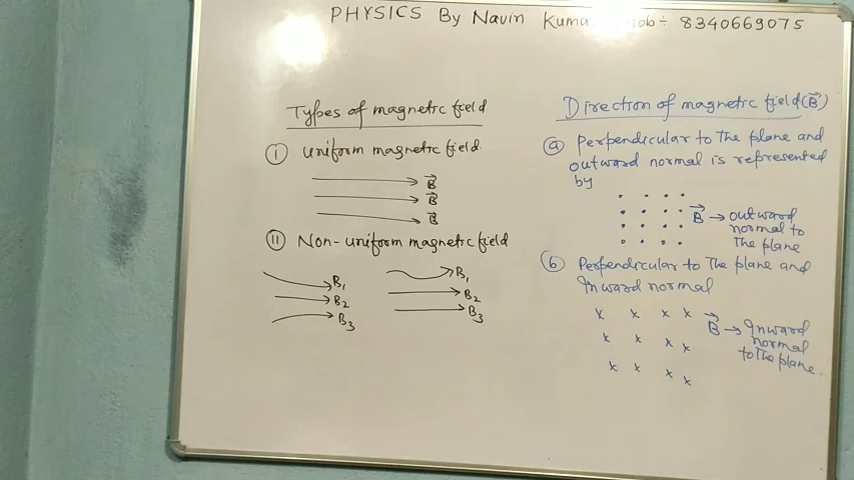 PHYSICS By Navin Kuma ob÷ 8340669075
Types of magnetic field
I uniform magnetic field.
B
B
B
II Non-uniform magnetic field
B1
B2
B3
B1
B2
B3
Direction of magnetic field (B)
a Perpendicular to the plane and
outward normal is represented
by
B → outward
normal to
The plane
b Perpendicular to The plane and
Inward normal
x x x x
B → Inward
normal
to The plane.
x x x x
x x x x